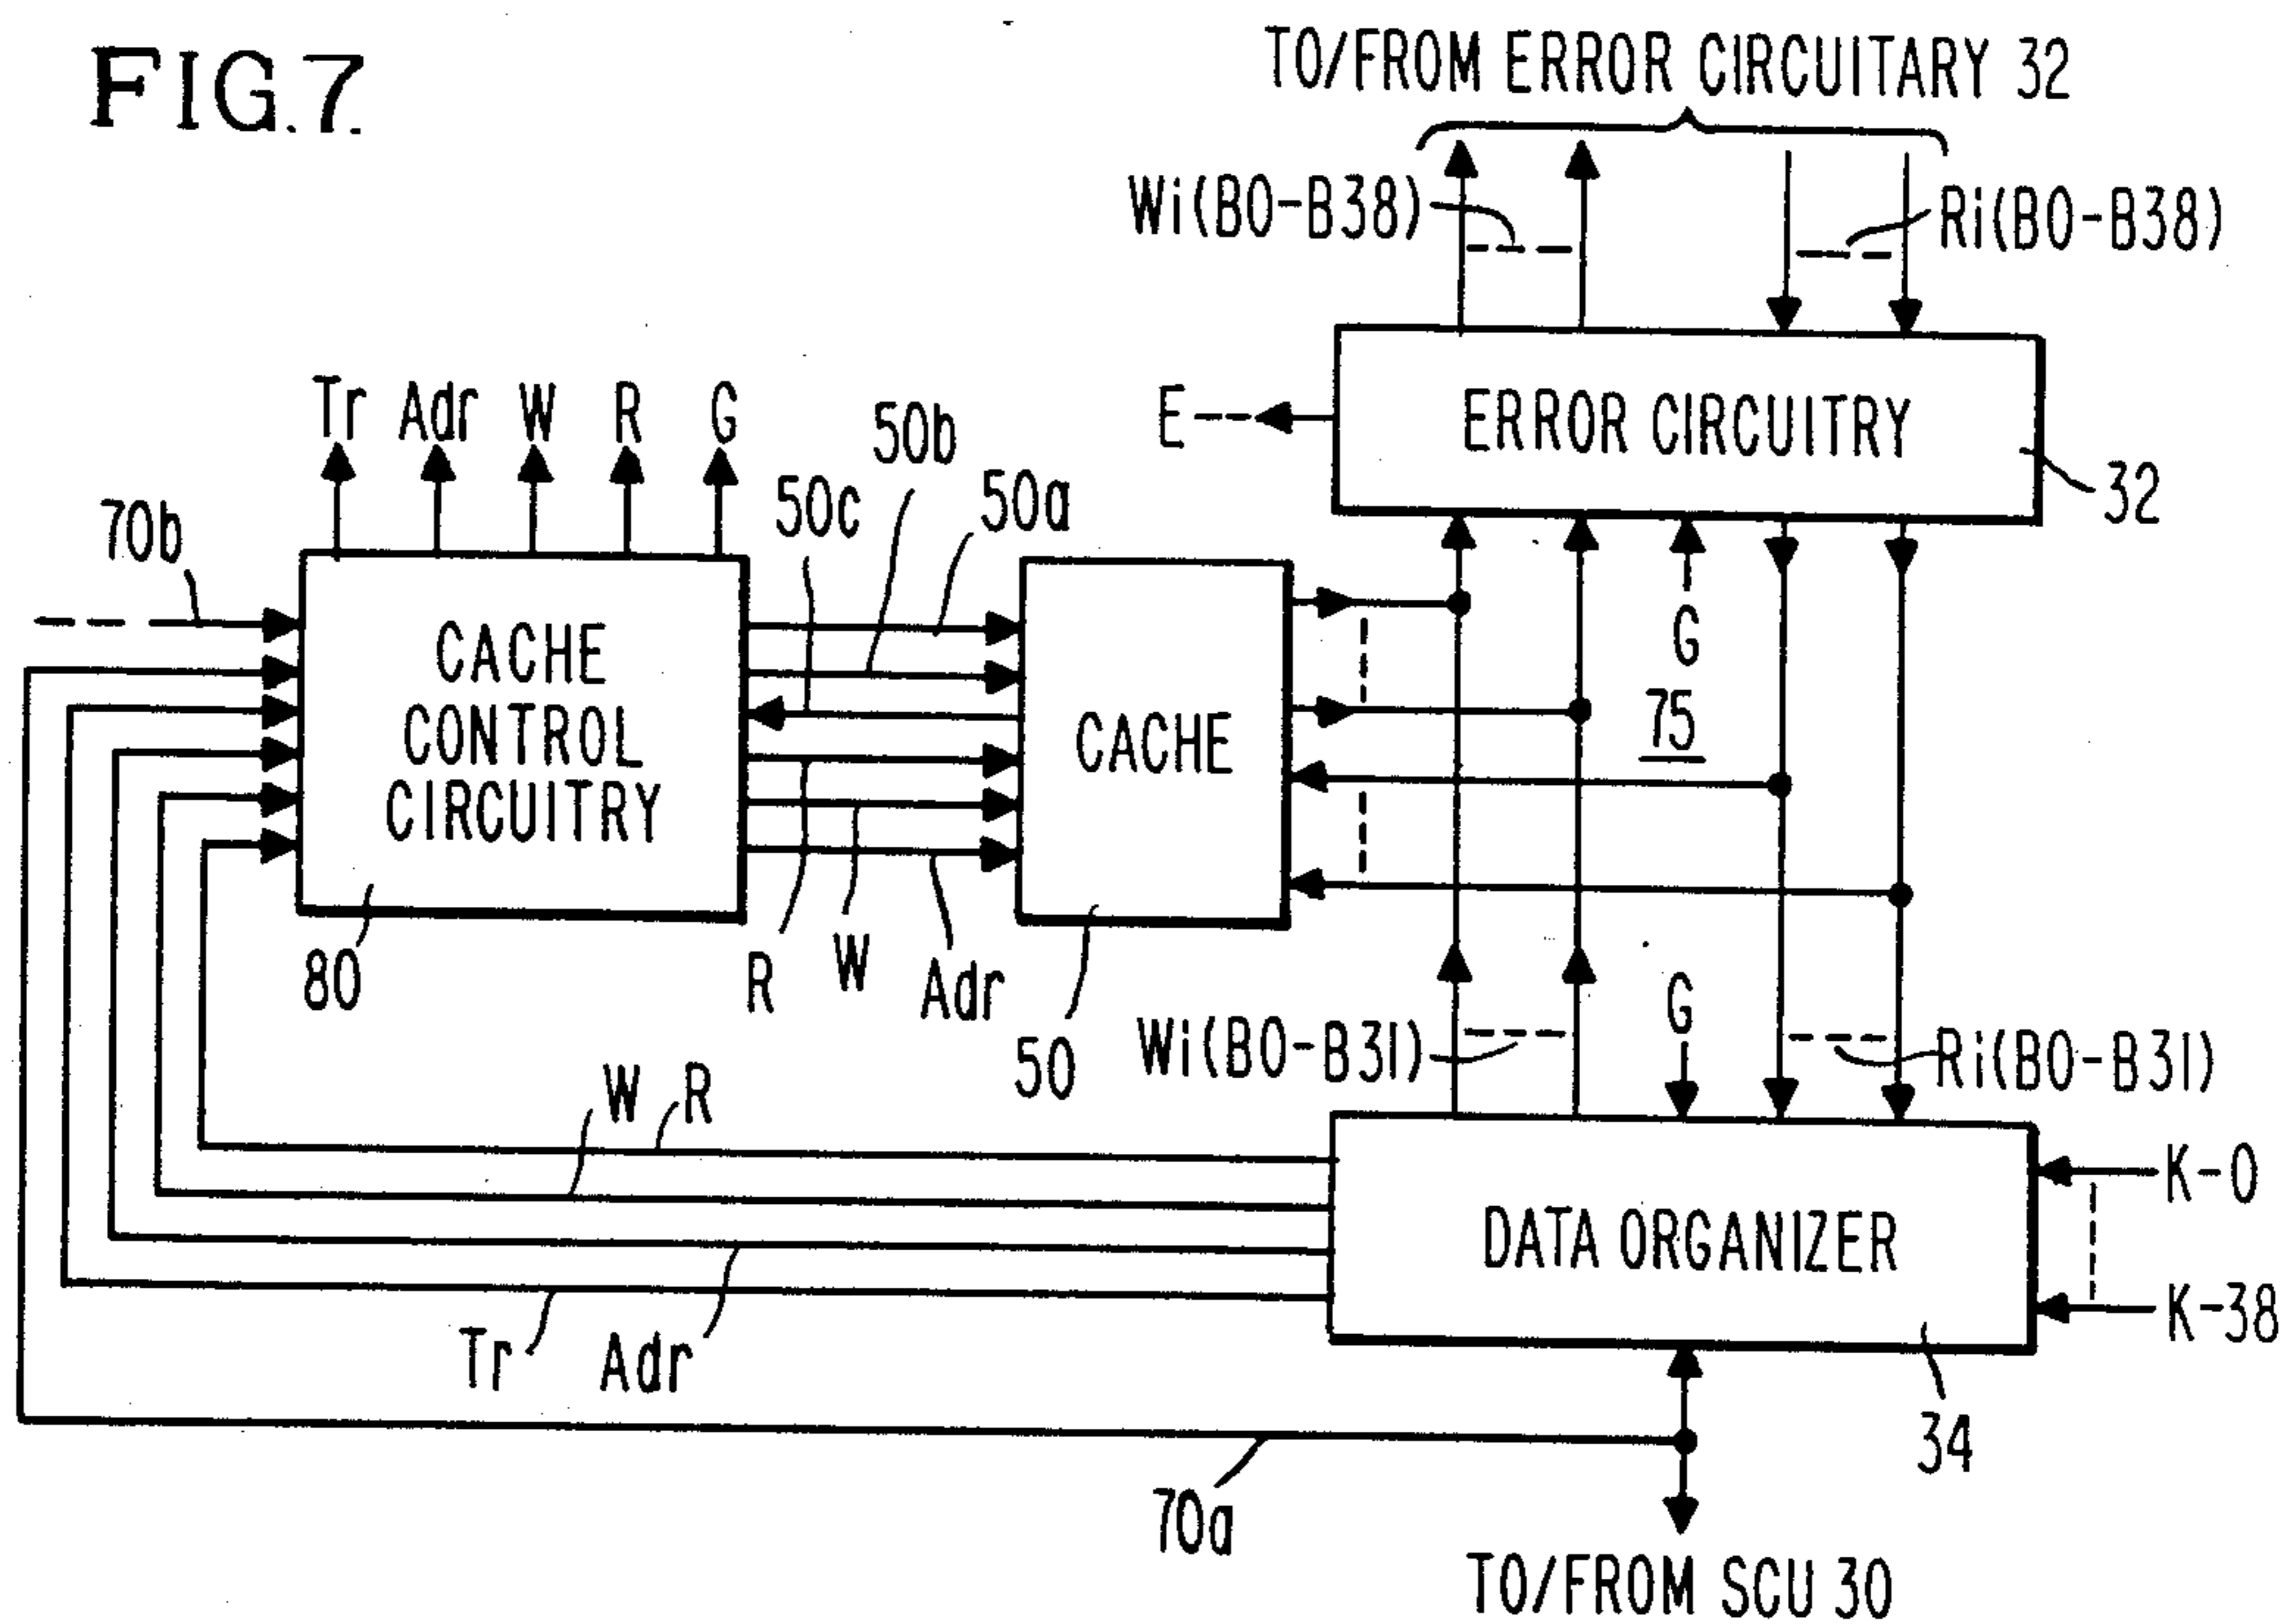 FIG.7.
TO/FROM ERROR CIRCUITARY 32
Wi(B0-B38)
Ri(B0-B38)
Tr Adr W R G
E
ERROR CIRCUITRY
32
50b
50c
50a
70b
CACHE
CONTROL
CIRCUITRY
CACHE
G
75
80
R
W
Adr
50
Wi(B0-B31)
G
Ri(B0-B31)
W R
K-0
DATA ORGANIZER
K-38
Tr
Adr
34
70a
TO/FROM SCU 30